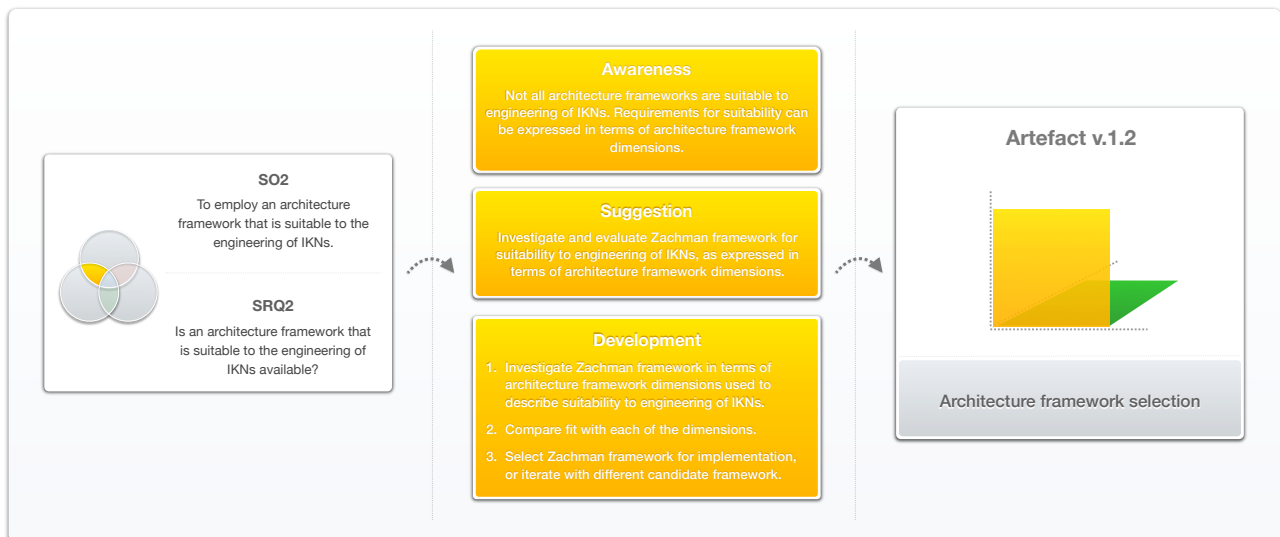 SO2
To employ an architecture
framework that is suitable to the
engineering of IKNs.
SRQ2
Is an architecture framework that
is suitable to the engineering of
IKNs available?
Awareness
Not all architecture frameworks are suitable to
engineering of IKNs. Requirements for suitability can
be expressed in terms of architecture framework
dimensions.
Suggestion
Investigate and evaluate Zachman framework for
suitability to engineering of IKNs, as expressed in
terms of architecture framework dimensions.
Development
1. Investigate Zachman framework in terms of
architecture framework dimensions used to
describe suitability to engineering of IKNs.
2. Compare fit with each of the dimensions.
3. Select Zachman framework for implementation,
or iterate with different candidate framework.
Artefact v.1.2
Architecture framework selection